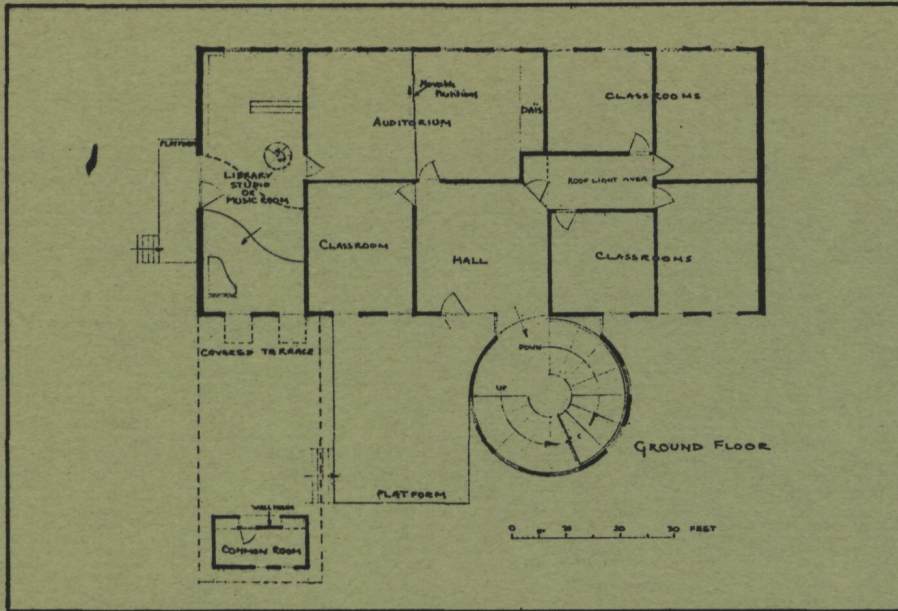 Movable
Partitions
AUDITORIUM
DAIS
CLASSROOMS
PLATFORM
LIBRARY
STUDIO
OR
MUSIC ROOM
ROOF LIGHT OVER
CLASSROOM
HALL
CLASSROOMS
COVERED TERRACE
DOWN
UP
GROUND FLOOR
PLATFORM
COMMON ROOM
0 20 30 FEET